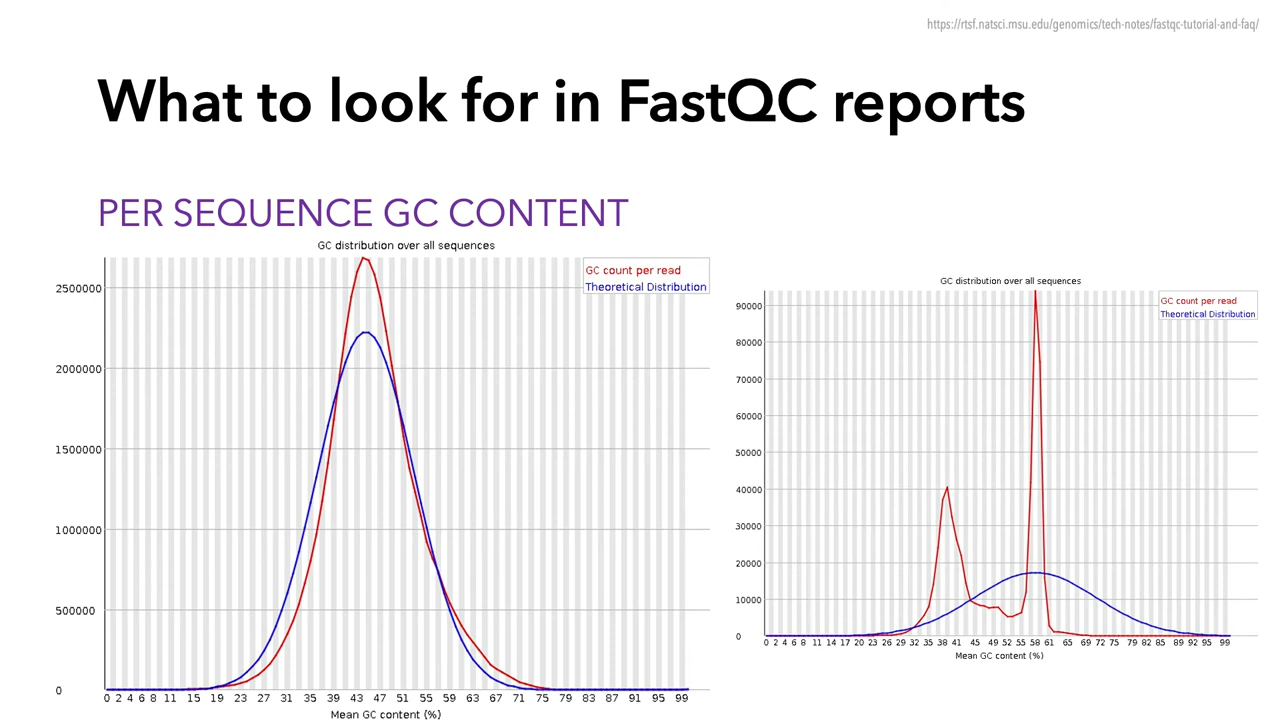 https://rtsf.natsci.msu.edu/genomics/tech-notes/fastqc-tutorial-and-faq/
What to look for in FastQC reports
PER SEQUENCE GC CONTENT
GC distribution over all sequences
GC count per read
Theoretical Distribution
2500000
2000000
1500000
1000000
500000
0
0 2 4 6 8 11 15 19 23 27 31 35 39 43 47 51 55 59 63 67 71 75 79 83 87 91 95 99
Mean GC content (%)
GC distribution over all sequences
GC count per read
Theoretical Distribution
90000
80000
70000
60000
50000
40000
30000
20000
10000
0
0 2 4 6 8 11 14 17 20 23 26 29 32 35 38 41 45 49 52 55 58 61 65 69 72 75 79 82 85 89 92 95 99
Mean GC content (%)